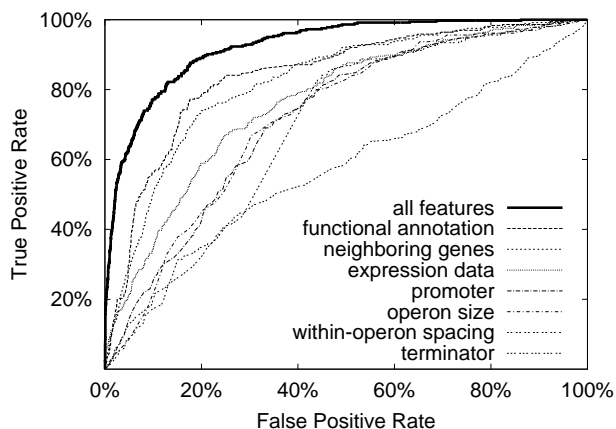 100%
80%
60%
40%
20%
0%
20%
40%
60%
80%
100%
True Positive Rate
False Positive Rate
all features
functional annotation
neighboring genes
expression data
promoter
operon size
within-operon spacing
terminator